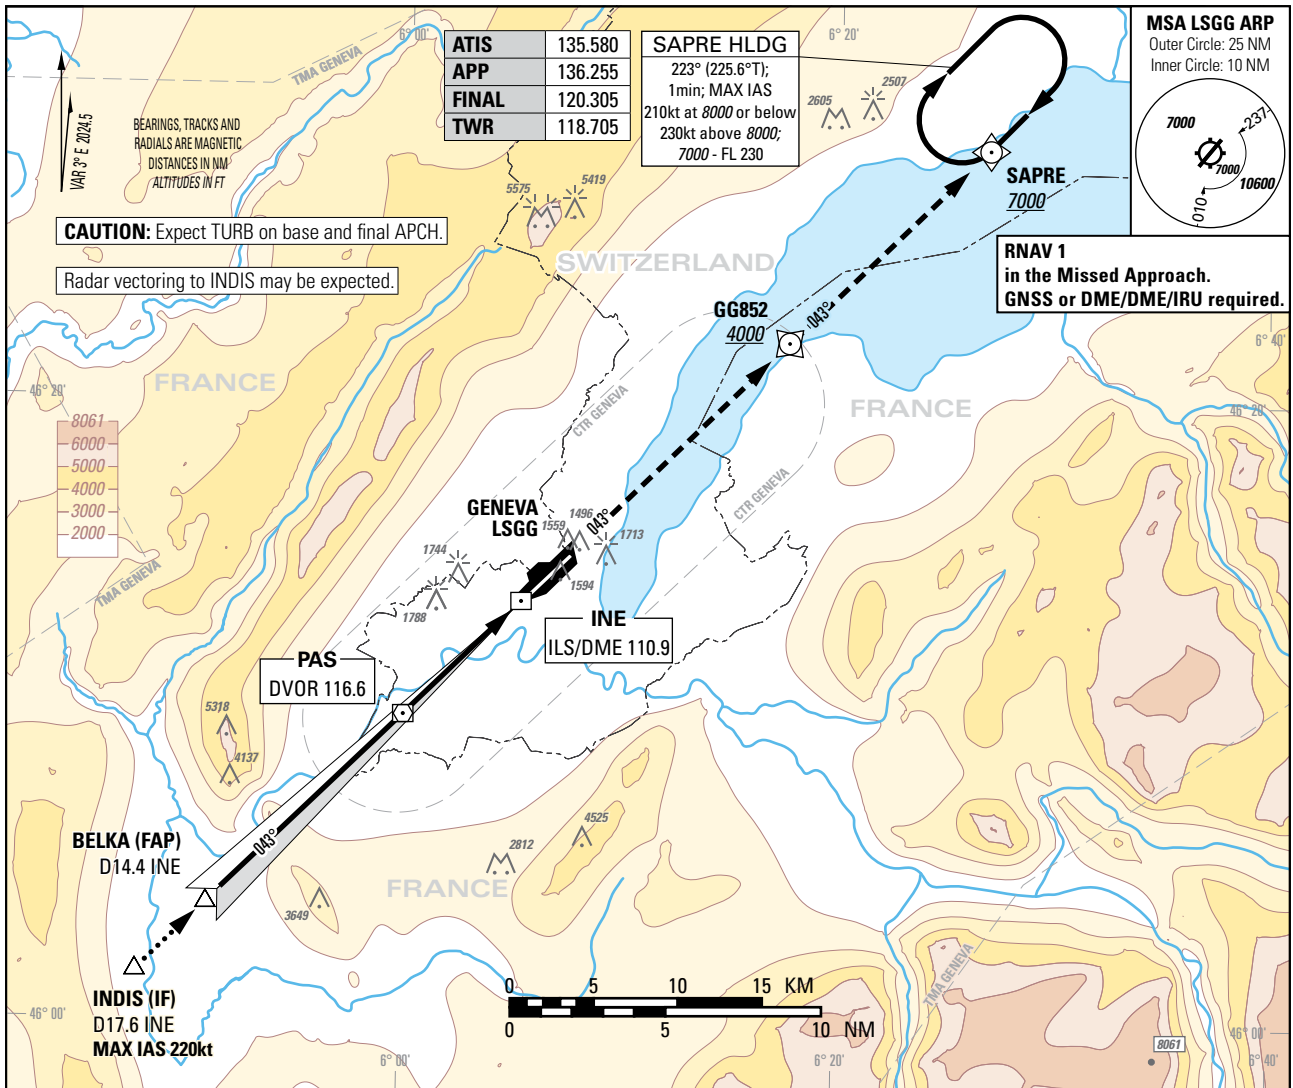 6° 00'
6° 20'
TMA GENEVA
ATIS 135.580
APP 136.255
FINAL 120.305
TWR 118.705
SAPRE HLDG
223° (225.6°T);
1min; MAX IAS
210kt at 8000 or below
230kt above 8000;
7000 - FL 230
2605
2507
MSA LSGG ARP
Outer Circle: 25 NM
Inner Circle: 10 NM
7000
237
7000
10600
010
VAR 3° E 2024.5
BEARINGS, TRACKS AND
RADIALS ARE MAGNETIC
DISTANCES IN NM
ALTITUDES IN FT
5575
5419
SAPRE
7000
CAUTION: Expect TURB on base and final APCH.
Radar vectoring to INDIS may be expected.
SWITZERLAND
RNAV 1
in the Missed Approach.
GNSS or DME/DME/IRU required.
GG852
4000
043°
6° 40'
FRANCE
46° 20'
FRANCE
46° 20'
CTR GENEVA
8061
6000
5000
4000
3000
2000
CTR GENEVA
GENEVA
LSGG
1559
1496
043°
1713
1744
1594
1788
TMA GENEVA
INE
ILS/DME 110.9
PAS
DVOR 116.6
5318
4137
043°
BELKA (FAP)
D14.4 INE
4525
2812
FRANCE
3649
INDIS (IF)
D17.6 INE
MAX IAS 220kt
46° 00'
0 5 10 15 KM
0 5 10 NM
TMA GENEVA
46° 00'
8061
6° 00'
6° 20'
6° 40'